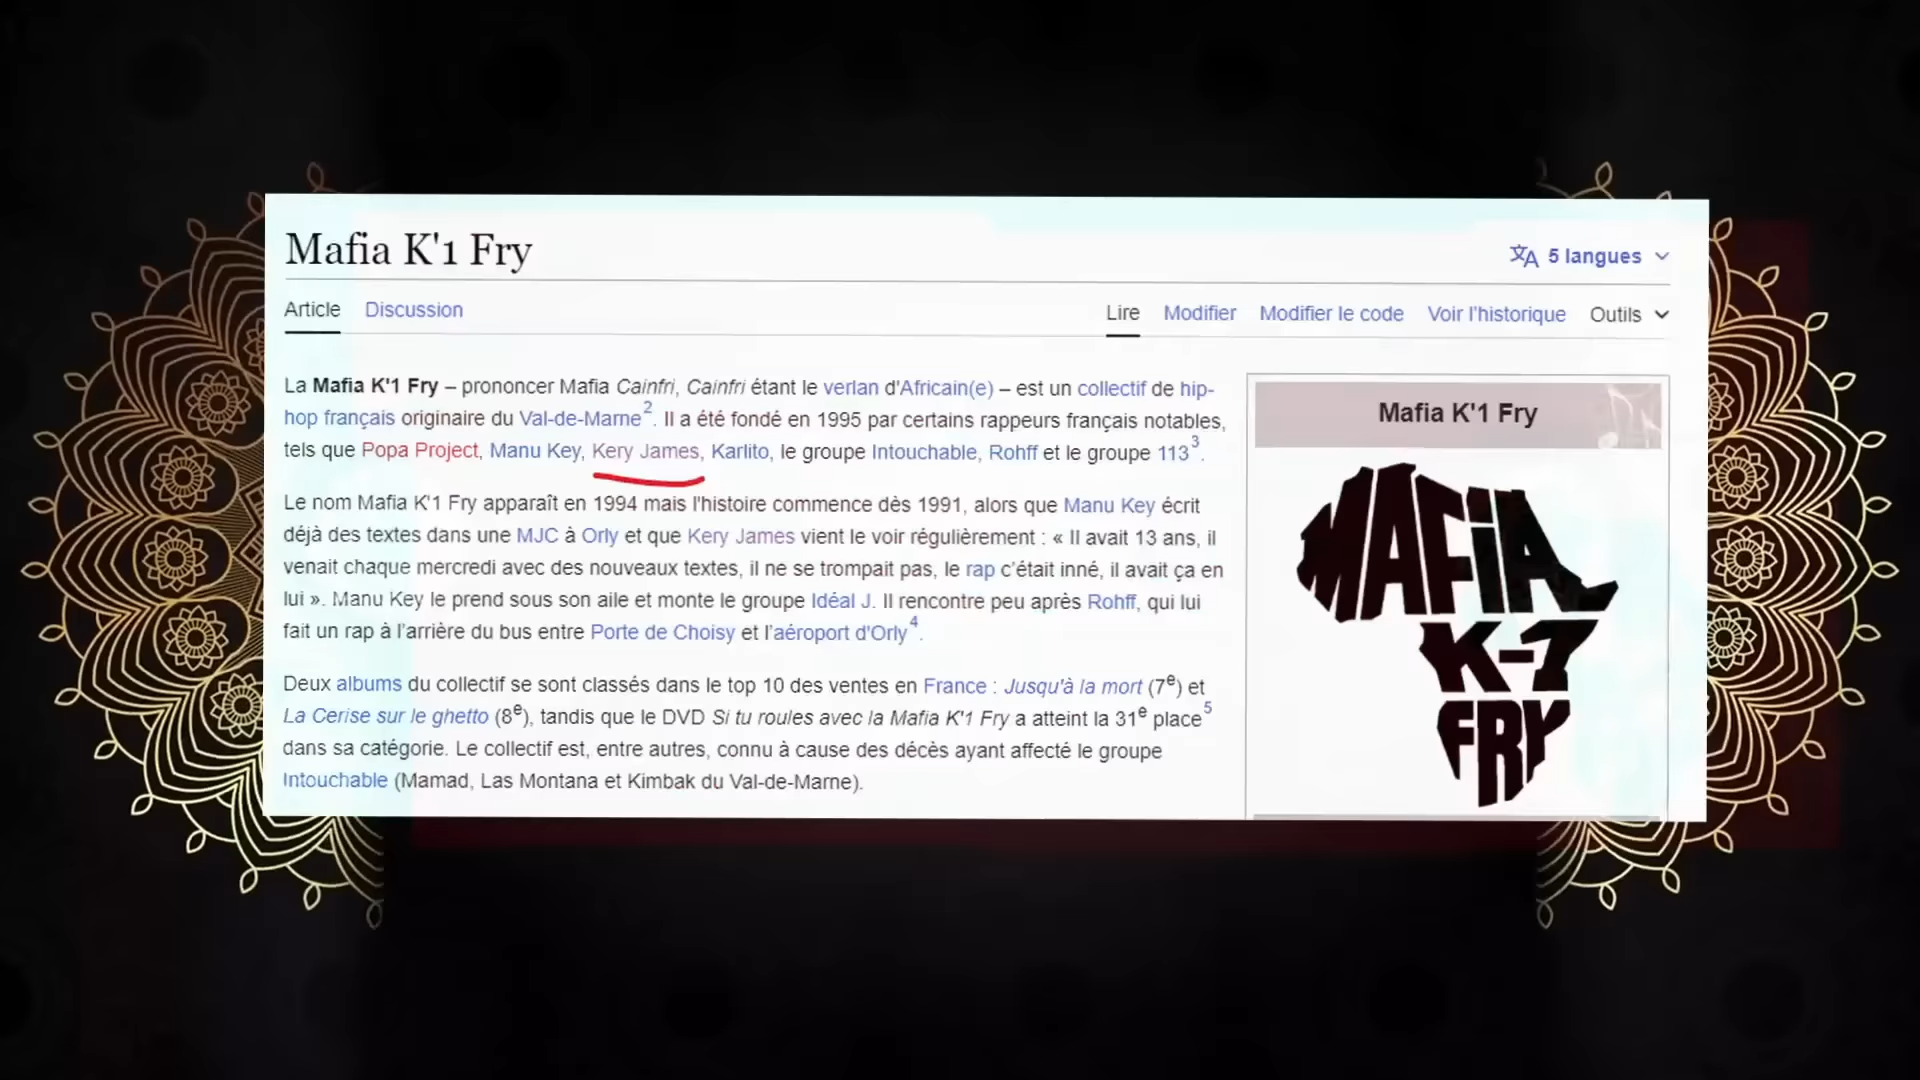 Mafia K'1 Fry
5 langues
Article Discussion Lire Modifier Modifier le code Voir l'historique Outils
La Mafia K'1 Fry – prononcer Mafia Cainfri, Cainfri étant le verlan d'Africain(e) – est un collectif de hip-
hop français originaire du Val-de-Marne2. Il a été fondé en 1995 par certains rappeurs français notables,
tels que Popa Project, Manu Key, Kery James, Karlito, le groupe Intouchable, Rohff et le groupe 1133.
Le nom Mafia K'1 Fry apparaît en 1994 mais l'histoire commence dès 1991, alors que Manu Key écrit
déjà des textes dans une MJC à Orly et que Kery James vient le voir régulièrement : « Il avait 13 ans, il
venait chaque mercredi avec des nouveaux textes, il ne se trompait pas, le rap c'était inné, il avait ça en
lui ». Manu Key le prend sous son aile et monte le groupe Idéal J. Il rencontre peu après Rohff, qui lui
fait un rap à l'arrière du bus entre Porte de Choisy et l'aéroport d'Orly4.
Deux albums du collectif se sont classés dans le top 10 des ventes en France : Jusqu'à la mort (7e) et
La Cerise sur le ghetto (8e), tandis que le DVD Si tu roules avec la Mafia K'1 Fry a atteint la 31e place5
dans sa catégorie. Le collectif est, entre autres, connu à cause des décès ayant affecté le groupe
Intouchable (Mamad, Las Montana et Kimbak du Val-de-Marne).
Mafia K'1 Fry
MAFIA
K-1
FRY